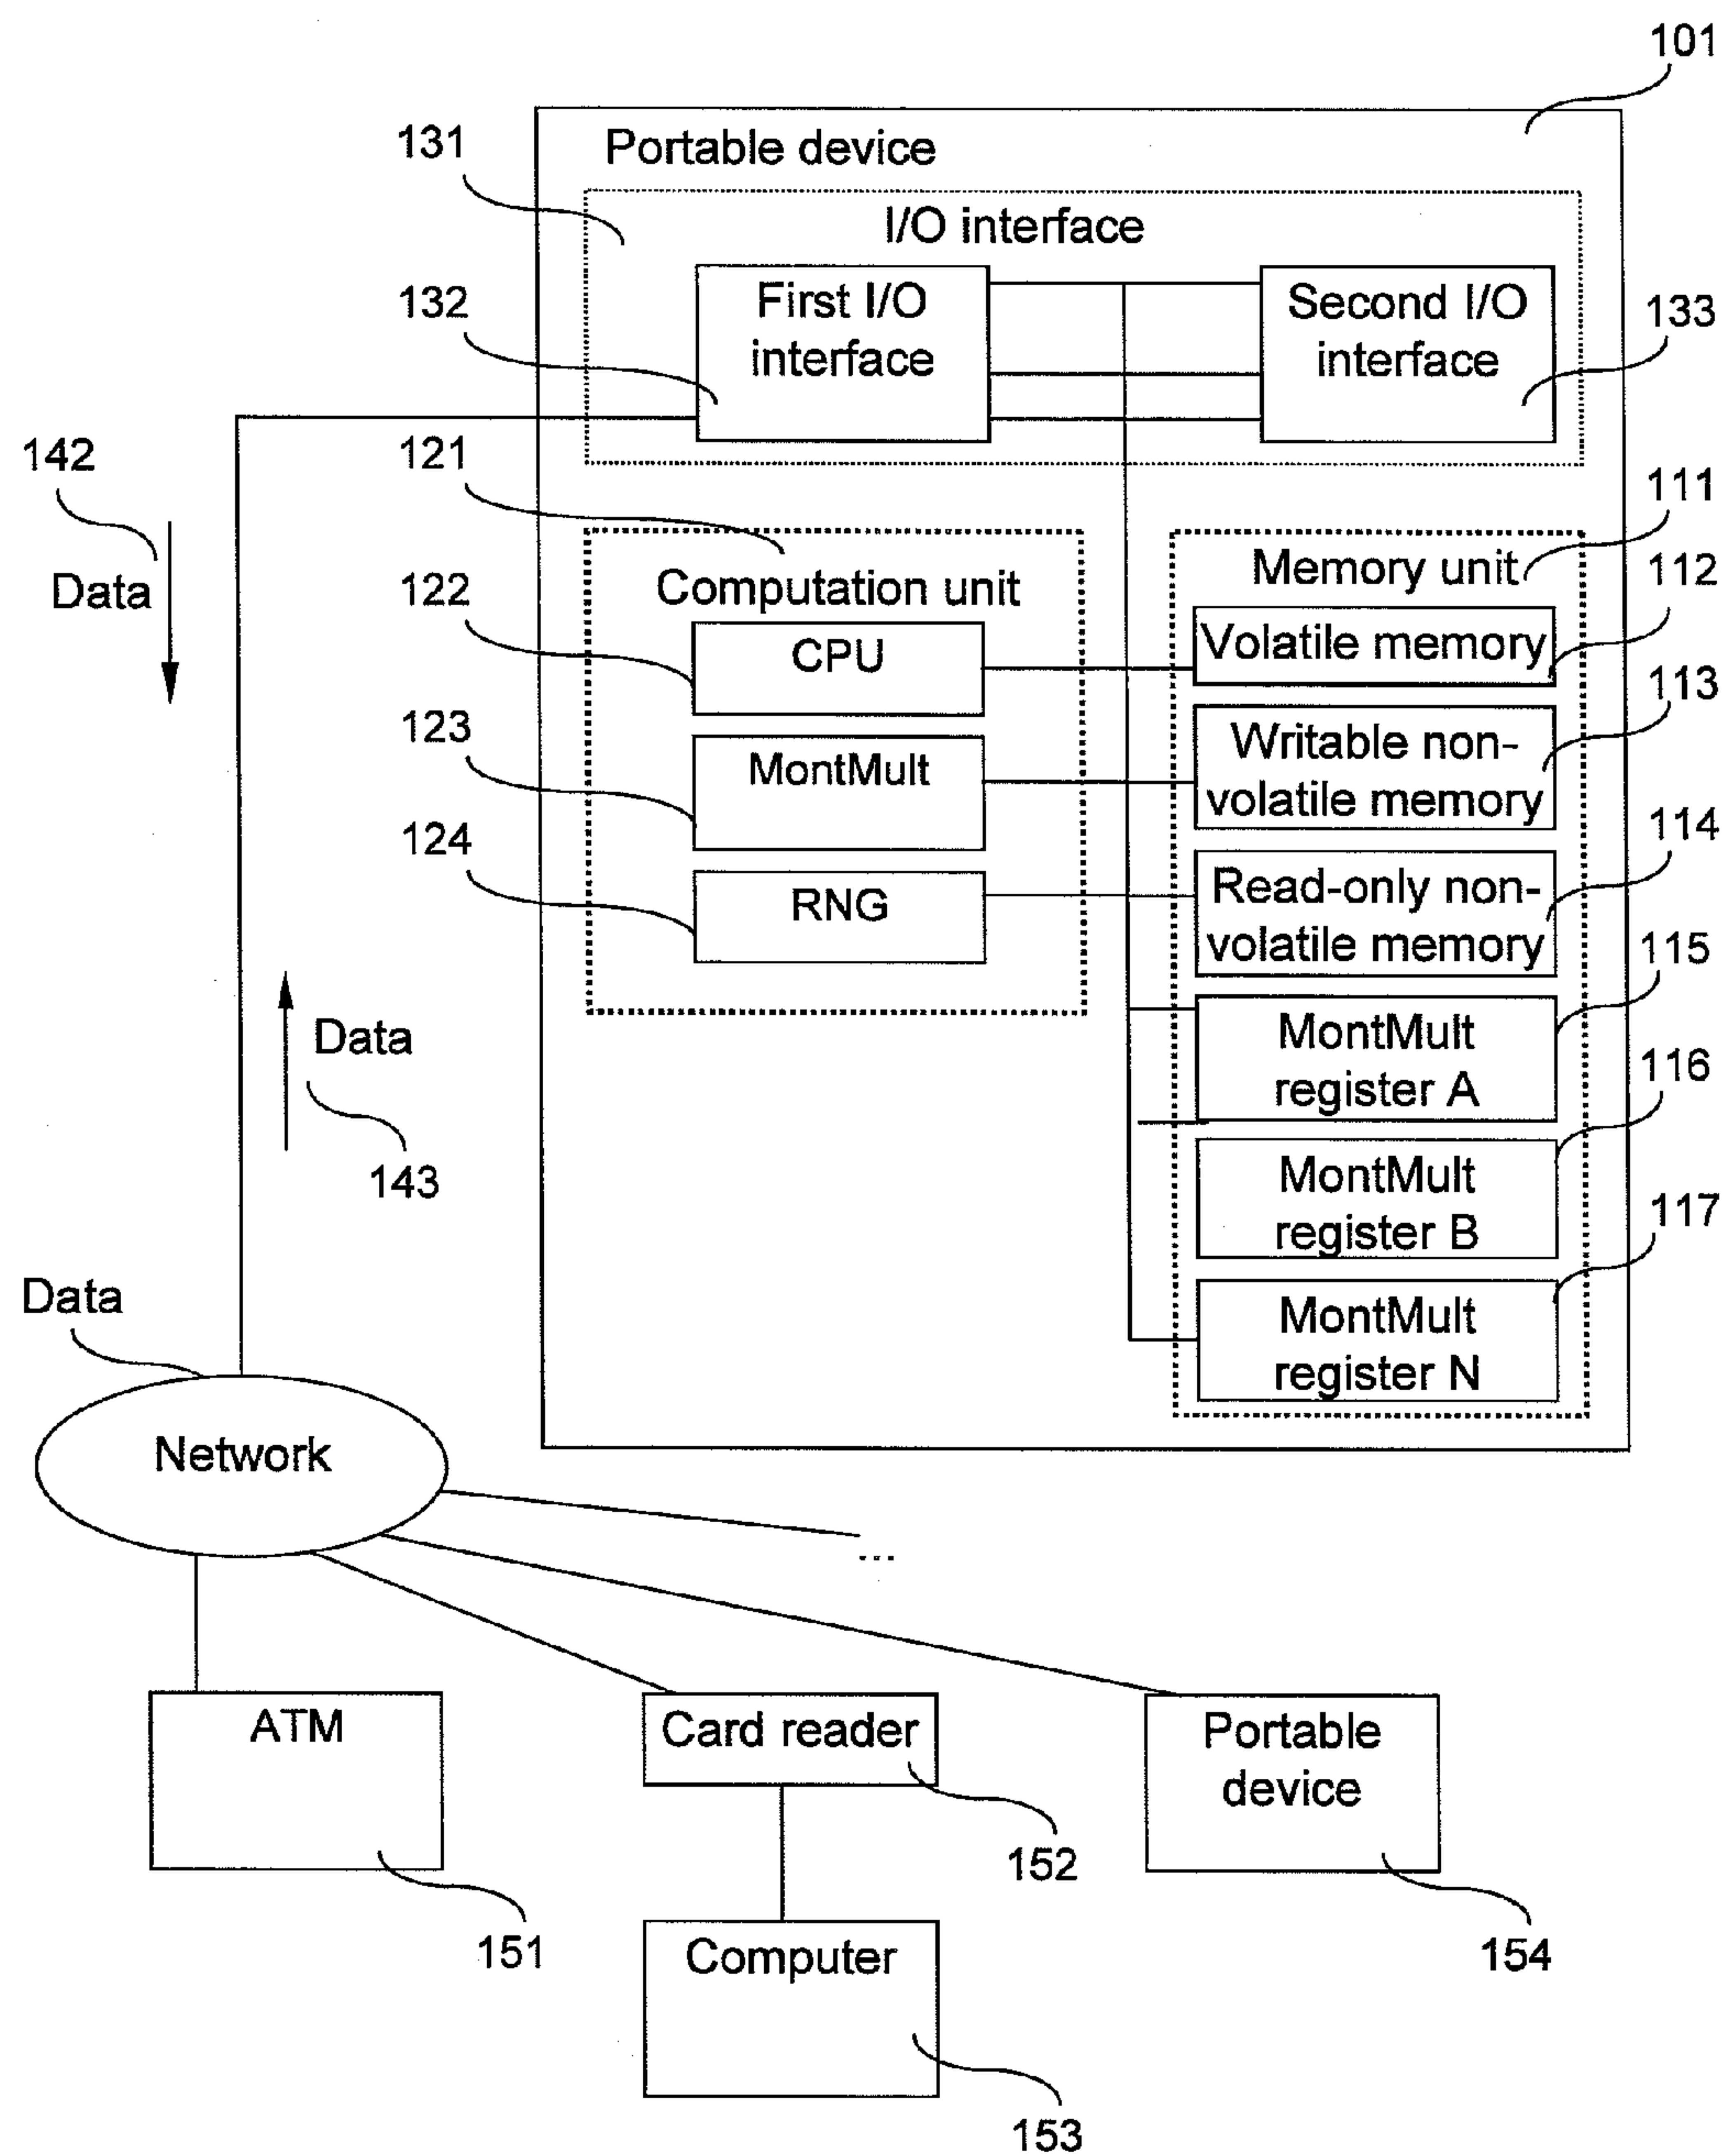 101
131
Portable device
I/O interface
132
First I/O
interface
Second I/O
interface
133
142
Data
121
111
Computation unit
Memory unit
112
122
CPU
Volatile memory
113
123
MontMult
Writable non-
volatile memory
114
124
RNG
Read-only non-
volatile memory
115
Data
143
MontMult
register A
116
MontMult
register B
117
MontMult
register N
Data
Network
...
ATM
151
Card reader
152
Portable
device
154
Computer
153